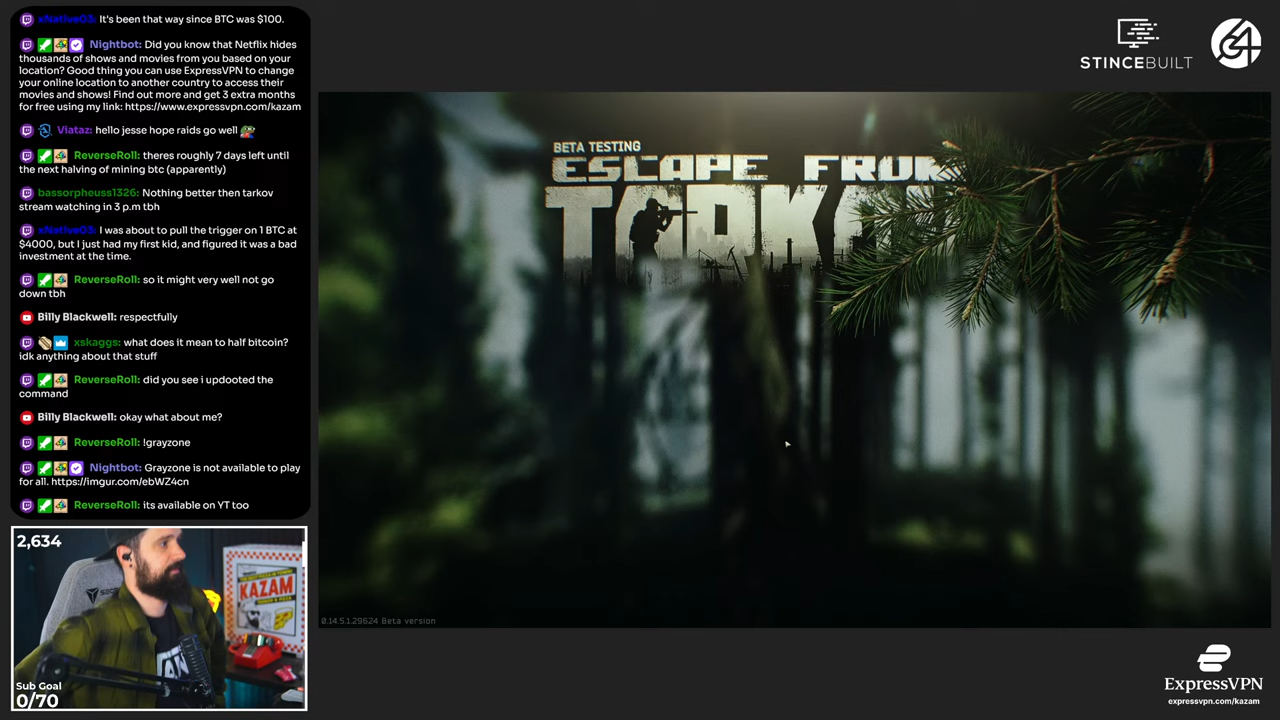 xNative03: It's been that way since BTC was $100.
Nightbot: Did you know that Netflix hides
thousands of shows and movies from you based on your
location? Good thing you can use ExpressVPN to change
your online location to another country to access their
movies and shows! Find out more and get 3 extra months
for free using my link: https://www.expressvpn.com/kazam
Viataz: hello jesse hope raids go well
ReverseRoll: theres roughly 7 days left until
the next halving of mining btc (apparently)
bassorpheuss1326: Nothing better then tarkov
stream watching in 3 p.m tbh
xNative03: I was about to pull the trigger on 1 BTC at
$4000, but I just had my first kid, and figured it was a bad
investment at the time.
ReverseRoll: so it might very well not go
down tbh
Billy Blackwell: respectfully
xskaggs: what does it mean to half bitcoin?
idk anything about that stuff
ReverseRoll: did you see i updooted the
command
Billy Blackwell: okay what about me?
ReverseRoll: !grayzone
Nightbot: Grayzone is not available to play
for all. https://imgur.com/ebWZ4cn
ReverseRoll: its available on YT too
2,634
KAZAM
Sub Goal
0/70
BETA TESTING
ESCAPE FROM
TARKOV
0.14.5.1.29624 Beta version
STINCEBUILT
G4
ExpressVPN
expressvpn.com/kazam